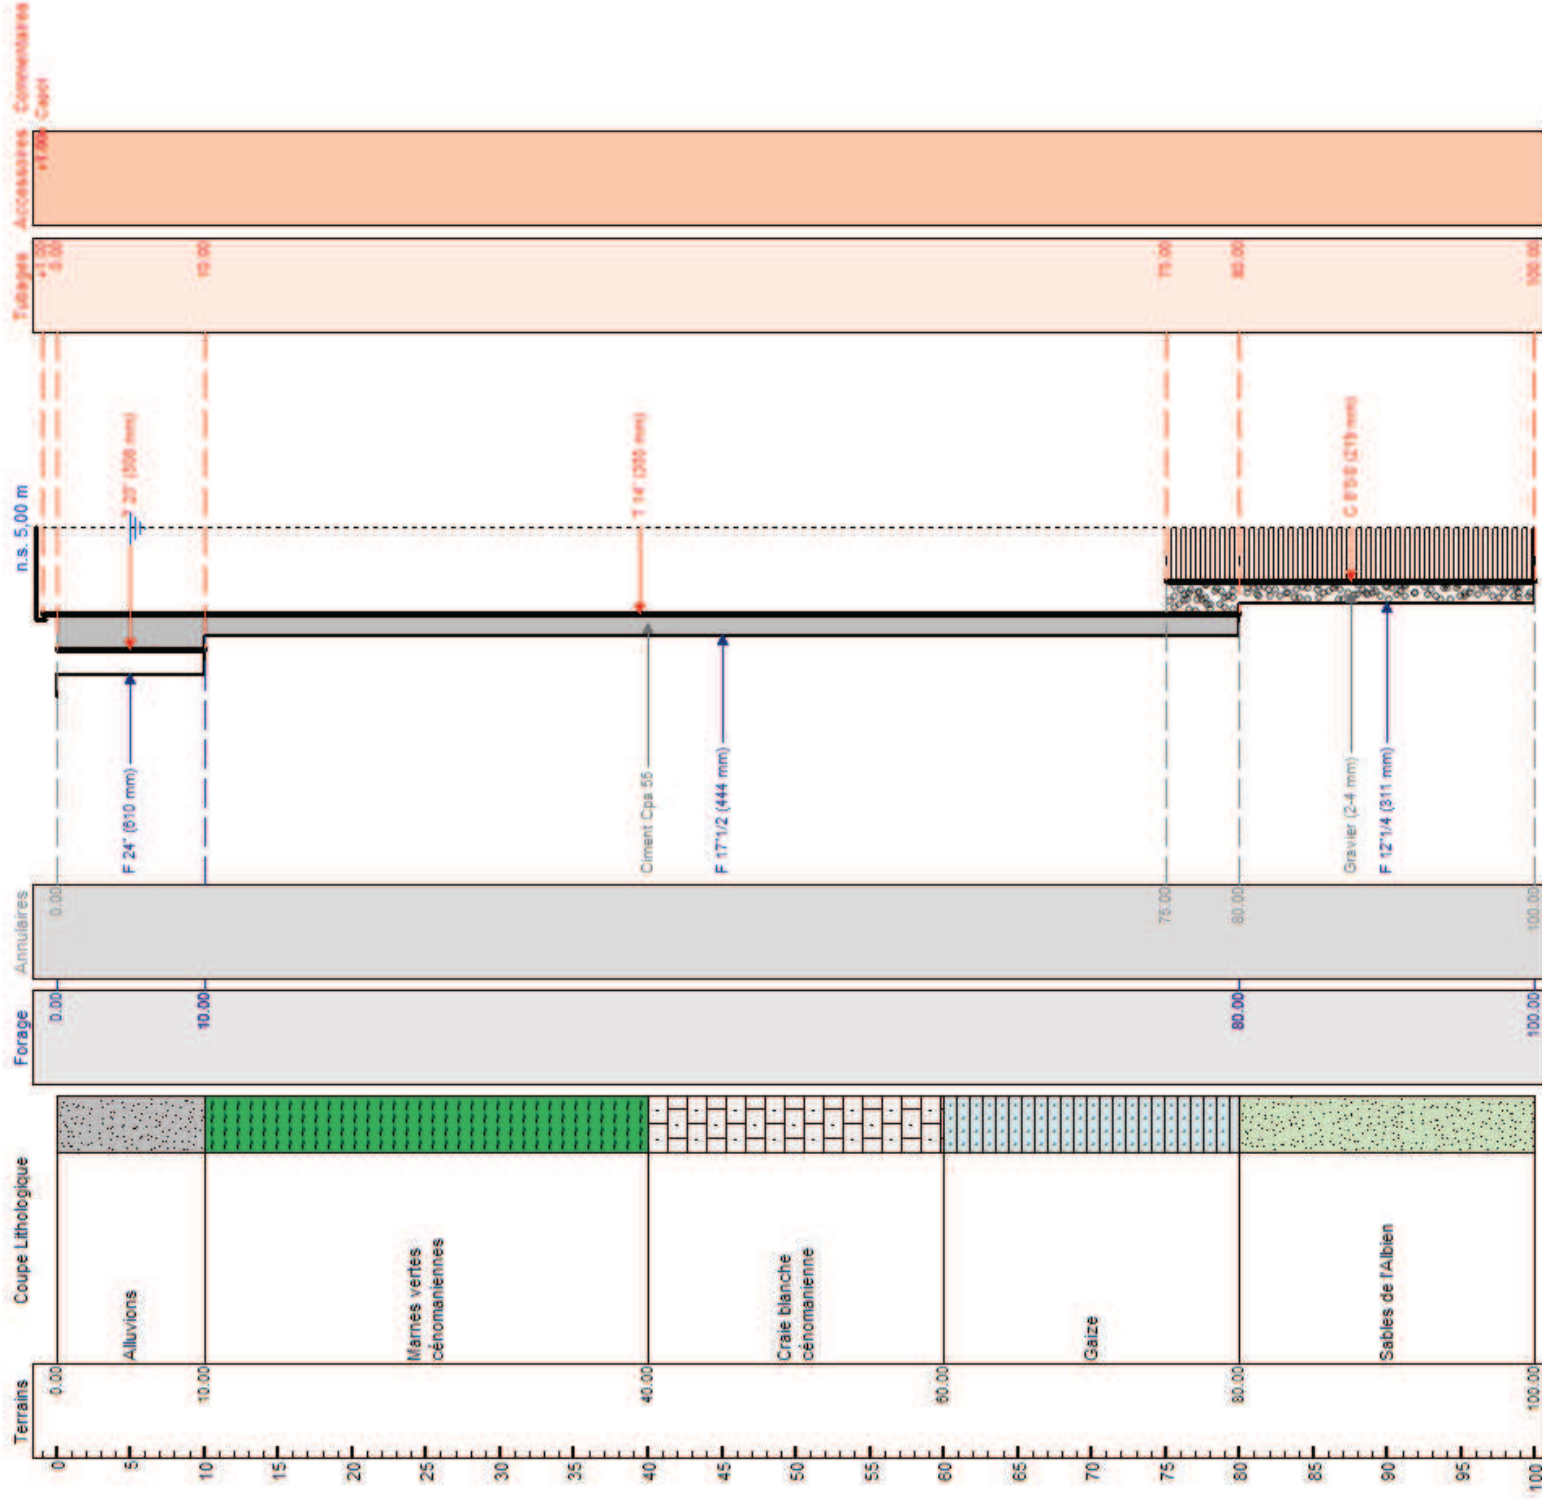 Terrains
Coupe Lithologique
Forage
Annulaires
n.s. 5,00 m
Tubages
Accessoires
Commentaires
+1.00
Capot
+1.00
0.00
10.00
75.00
80.00
100.00
0.00
75.00
80.00
100.00
0.00
10.00
80.00
100.00
0.00
10.00
40.00
60.00
80.00
100.00
0
5
10
15
20
25
30
35
40
45
50
55
60
65
70
75
80
85
90
95
100
Alluvions
Marnes vertes
cénomaniennes
Craie blanche
cénomanienne
Gaize
Sables de l'Albien
F 24" (610 mm)
T 20" (508 mm)
Ciment Cpa 55
T 14" (355 mm)
F 17"1/2 (444 mm)
Gravier (2-4 mm)
C 8"5/8 (219 mm)
F 12"1/4 (311 mm)